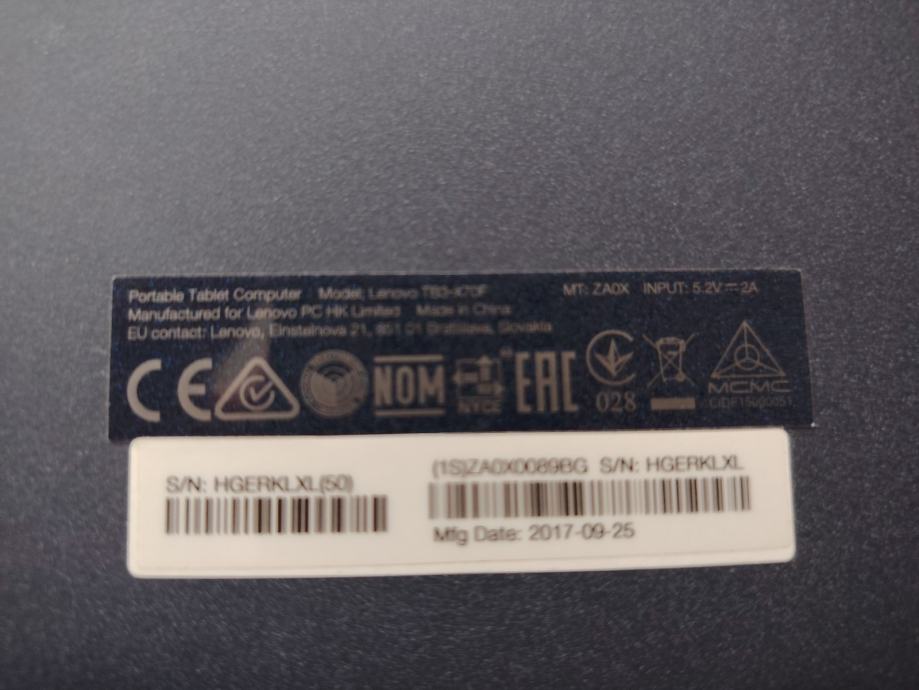 Portable Tablet Computer Model: Lenovo TB3-X70F MT: ZA0X INPUT: 5.2V⎓2A
Manufactured for Lenovo PC HK Limited Made in China
EU contact: Lenovo, Einsteinova 21, 851 01 Bratislava, Slovakia
CE NOM NYCE EAC 028 MCMC
CIDF15000051
S/N: HGERKLXL(50)
(1S)ZA0X0089BG S/N: HGERKLXL
Mfg Date: 2017-09-25